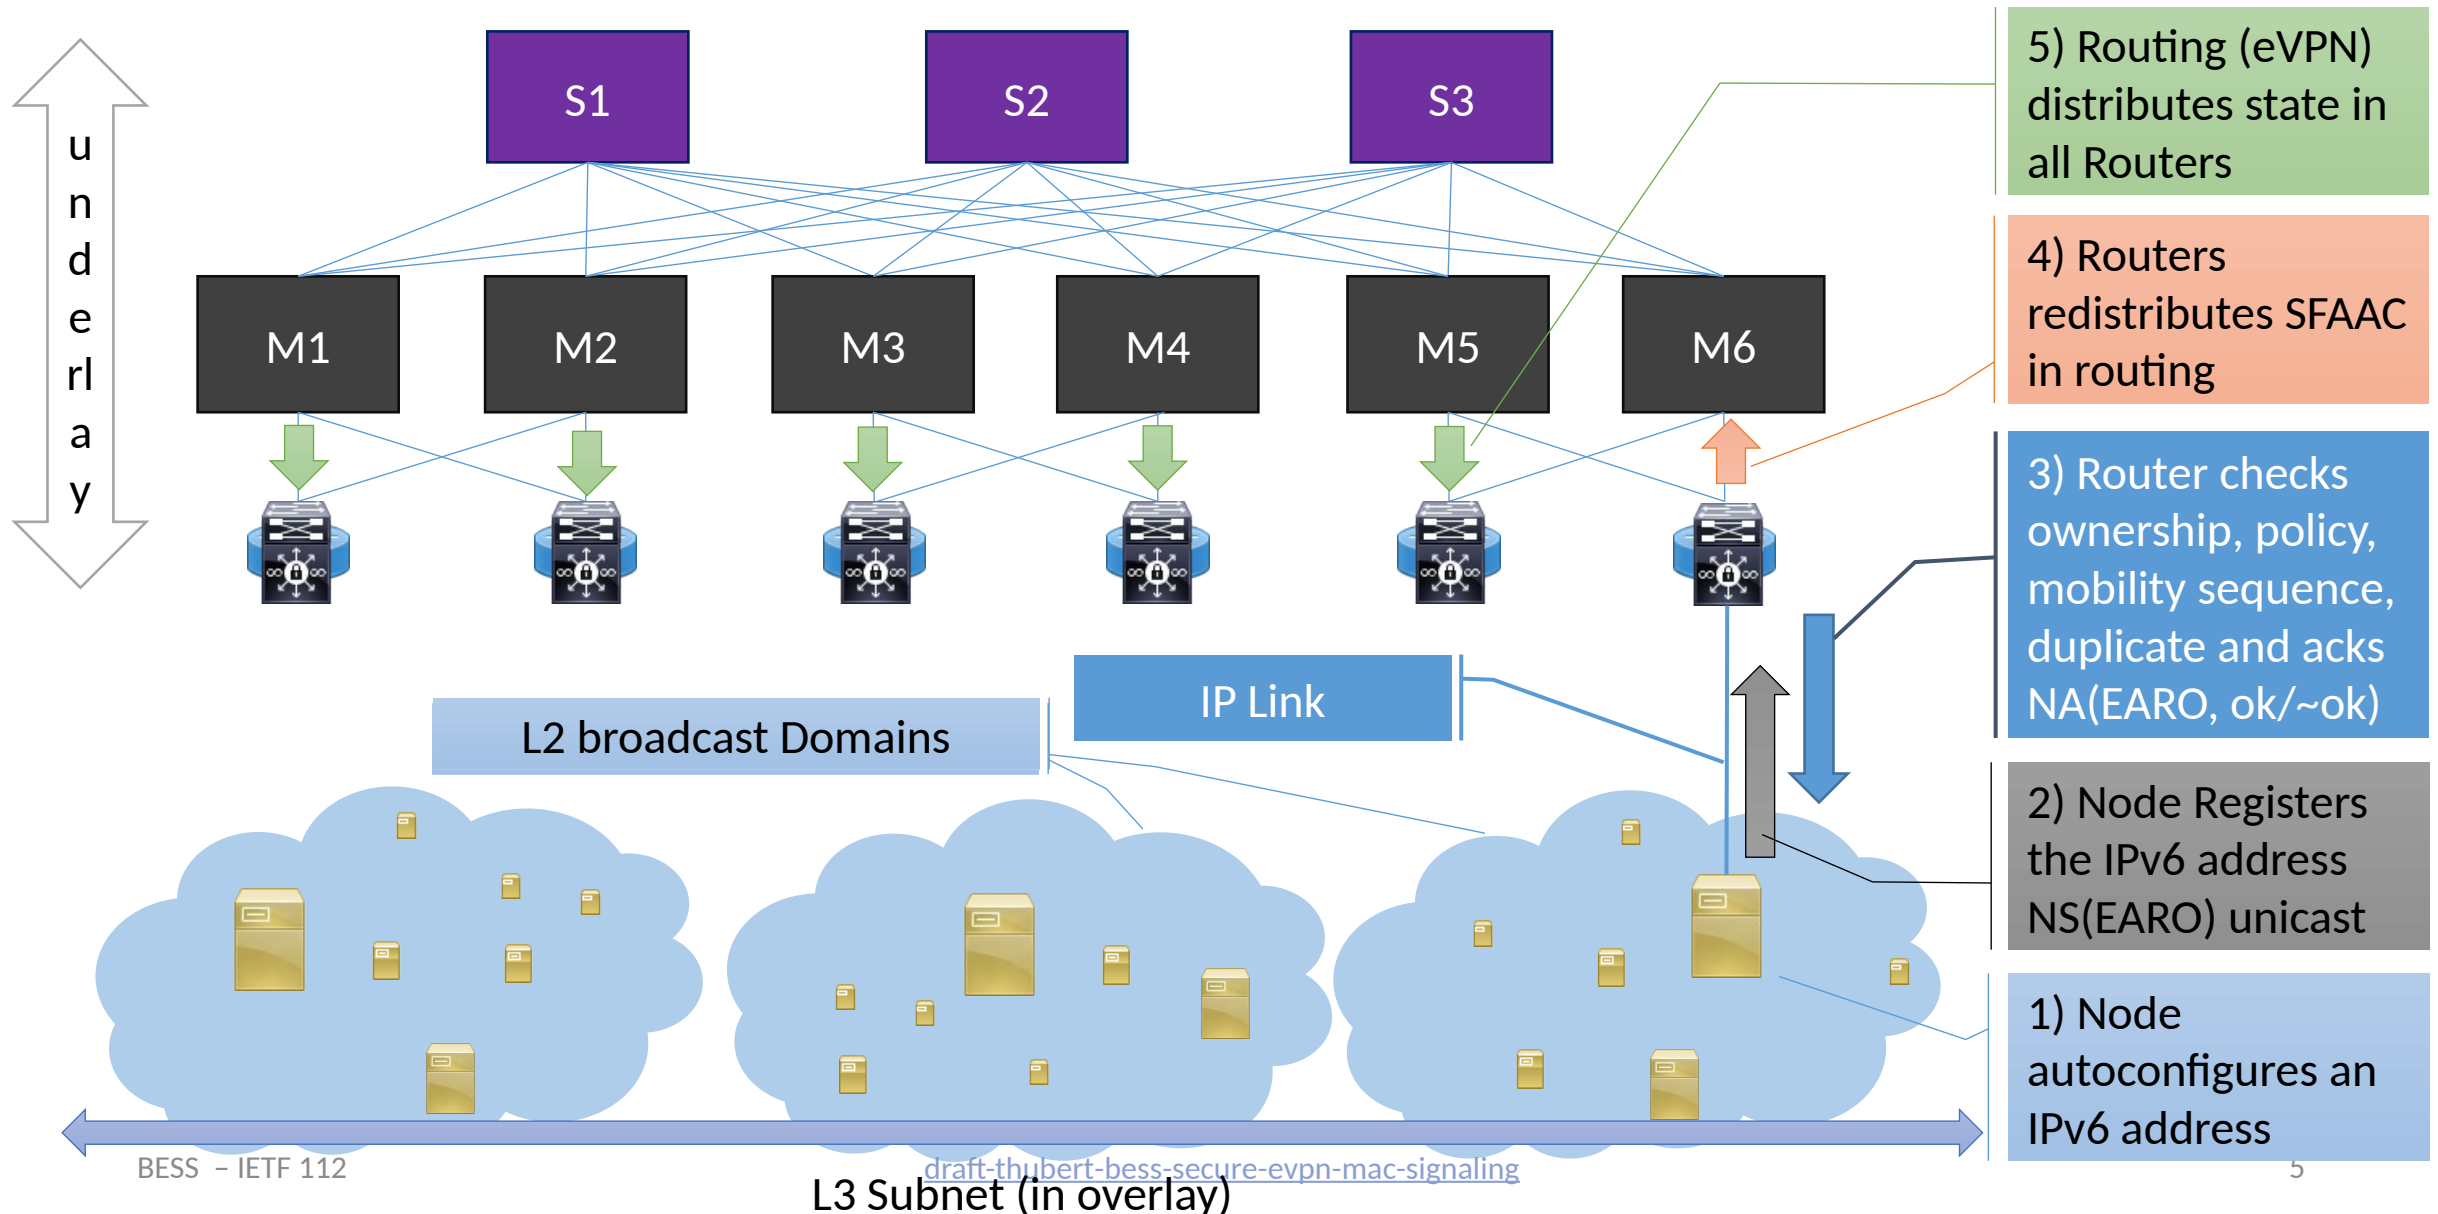 u
n
d
e
rl
a
y
S1
S2
S3
M1
M2
M3
M4
M5
M6
IP Link
L2 broadcast Domains
5) Routing (eVPN)
distributes state in
all Routers
4) Routers
redistributes SFAAC
in routing
3) Router checks
ownership, policy,
mobility sequence,
duplicate and acks
NA(EARO, ok/~ok)
2) Node Registers
the IPv6 address
NS(EARO) unicast
1) Node
autoconfigures an
IPv6 address
BESS – IETF 112
draft-thubert-bess-secure-evpn-mac-signaling
5
L3 Subnet (in overlay)